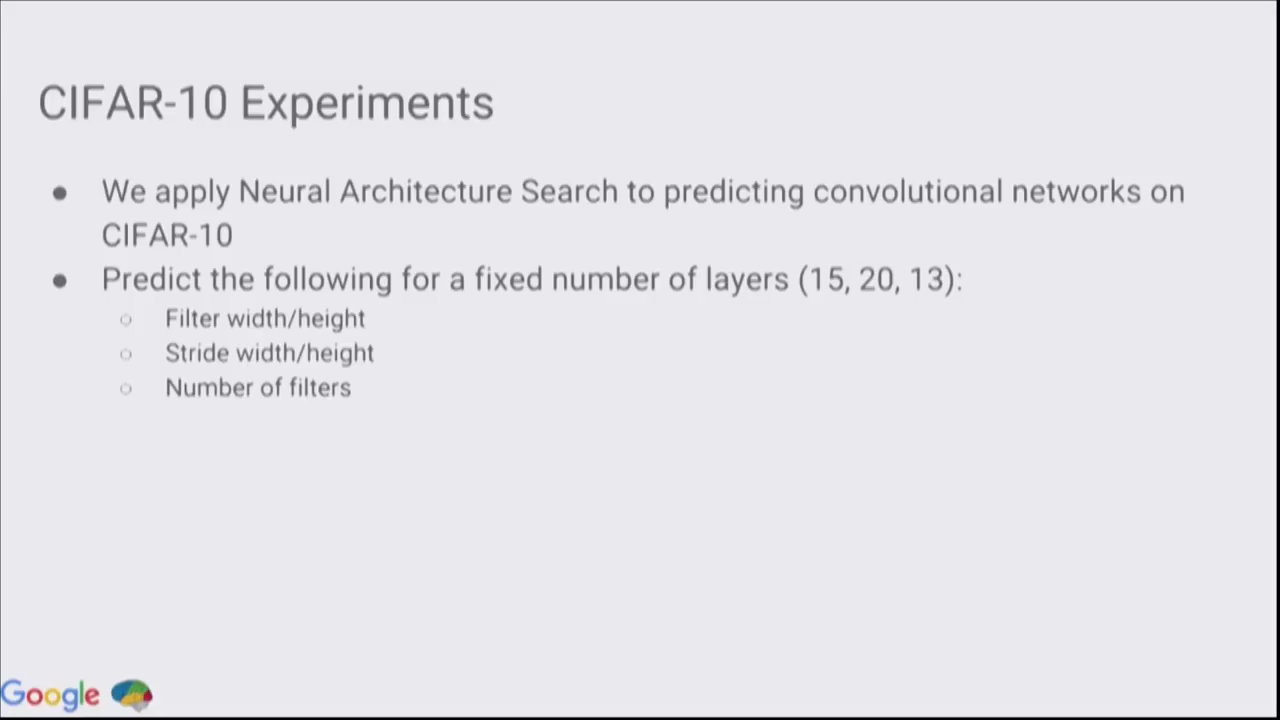 CIFAR-10 Experiments
● We apply Neural Architecture Search to predicting convolutional networks on
CIFAR-10
● Predict the following for a fixed number of layers (15, 20, 13):
○ Filter width/height
○ Stride width/height
○ Number of filters
Google